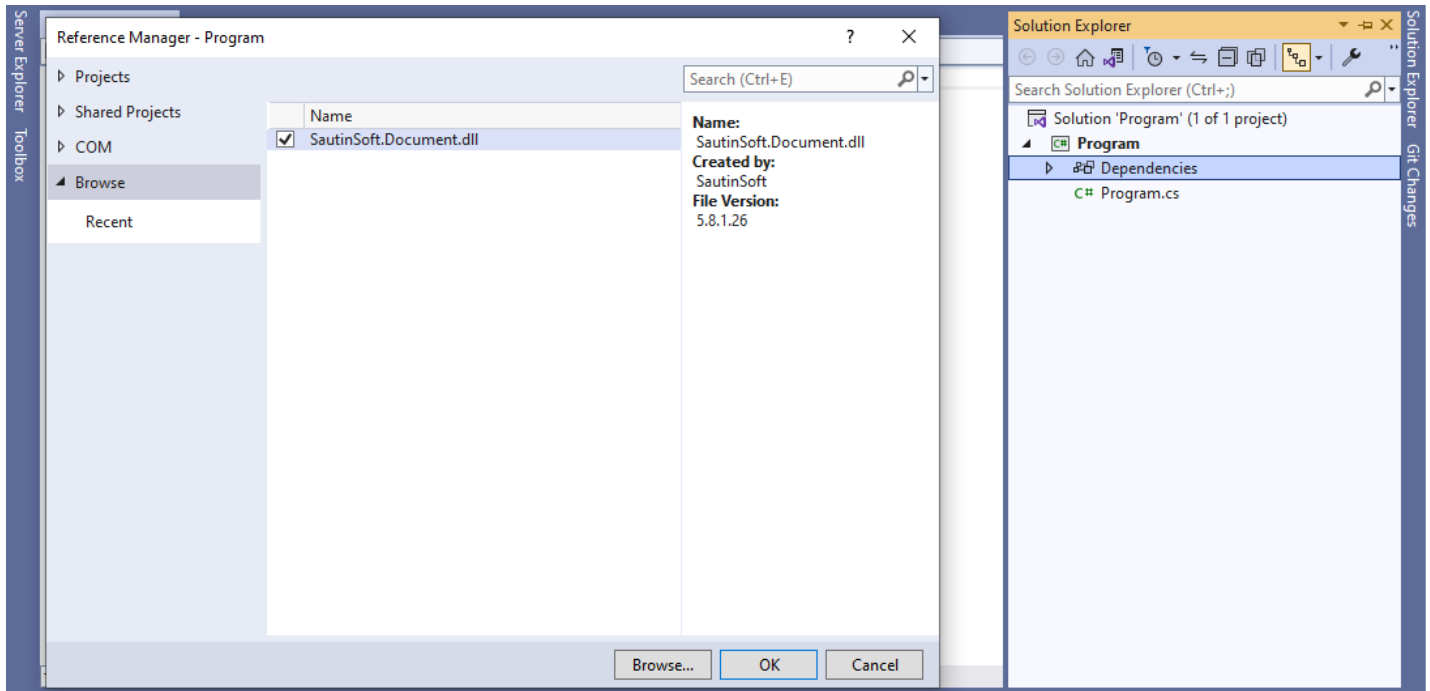 Server Explorer
Toolbox
Reference Manager - Program
?
Projects
Shared Projects
COM
Browse
Recent
Search (Ctrl+E)
Name
SautinSoft.Document.dll
Name:
SautinSoft.Document.dll
Created by:
SautinSoft
File Version:
5.8.1.26
Browse...
OK
Cancel
Solution Explorer
Search Solution Explorer (Ctrl+;)
Solution 'Program' (1 of 1 project)
C# Program
Dependencies
C# Program.cs
Solution Explorer
Git Changes